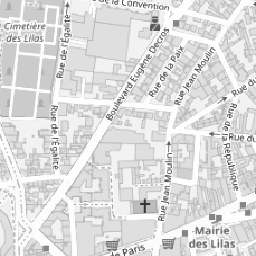 de la Convention
Cimetière
des Lilas
Rue de l'Égalité
Boulevard Eugène Decros
Rue de la Paix
Rue Jean Moulin
Rue de la République
Rue de l'Égalité
Rue Jean Moulin
Mairie
des Lilas
de Paris